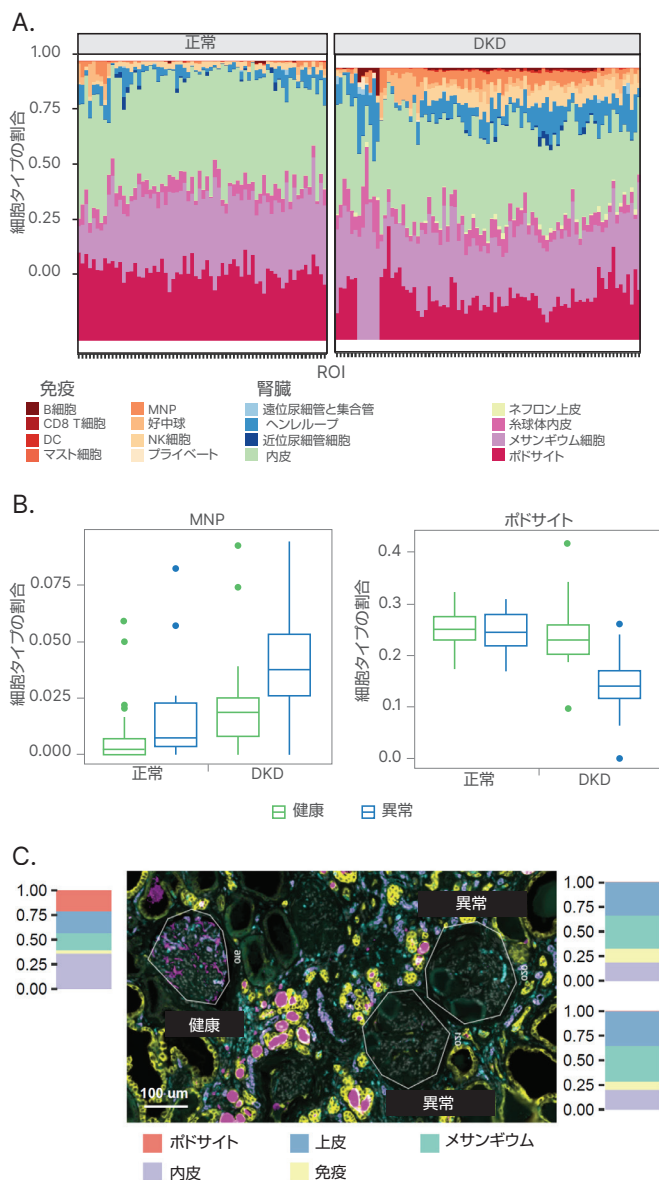 A.
正常 DKD
細胞タイプの割合
1.00
0.75
0.50
0.25
0.00
ROI
免疫 腎臓
B細胞 MNP 遠位尿細管と集合管 ネフロン上皮
CD8 T細胞 好中球 ヘンレループ 糸球体内皮
DC NK細胞 近位尿細管細胞 メサンギウム細胞
マスト細胞 プライベート 内皮 ポドサイト
B.
MNP ポドサイト
細胞タイプの割合
0.075
0.050
0.025
0.000
正常 DKD
細胞タイプの割合
0.4
0.3
0.2
0.1
0.0
正常 DKD
健康 異常
C.
1.00
0.75
0.50
0.25
0.00
健康
異常
異常
100 um
019
020
021
1.00
0.75
0.50
0.25
0.00
1.00
0.75
0.50
0.25
0.00
ポドサイト 上皮 メサンギウム
内皮 免疫